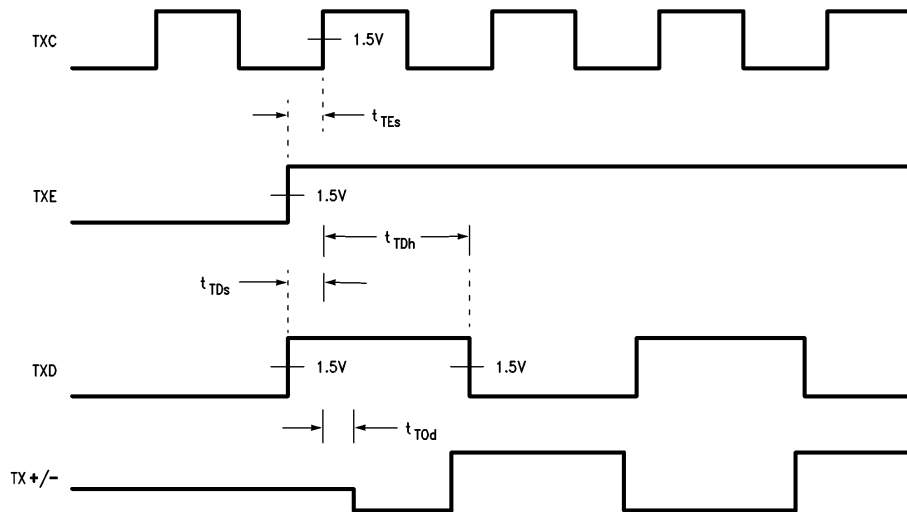 TXC
1.5V
t TEs
TXE
1.5V
t TDh
t TDs
TXD
1.5V
1.5V
t TOd
TX +/-